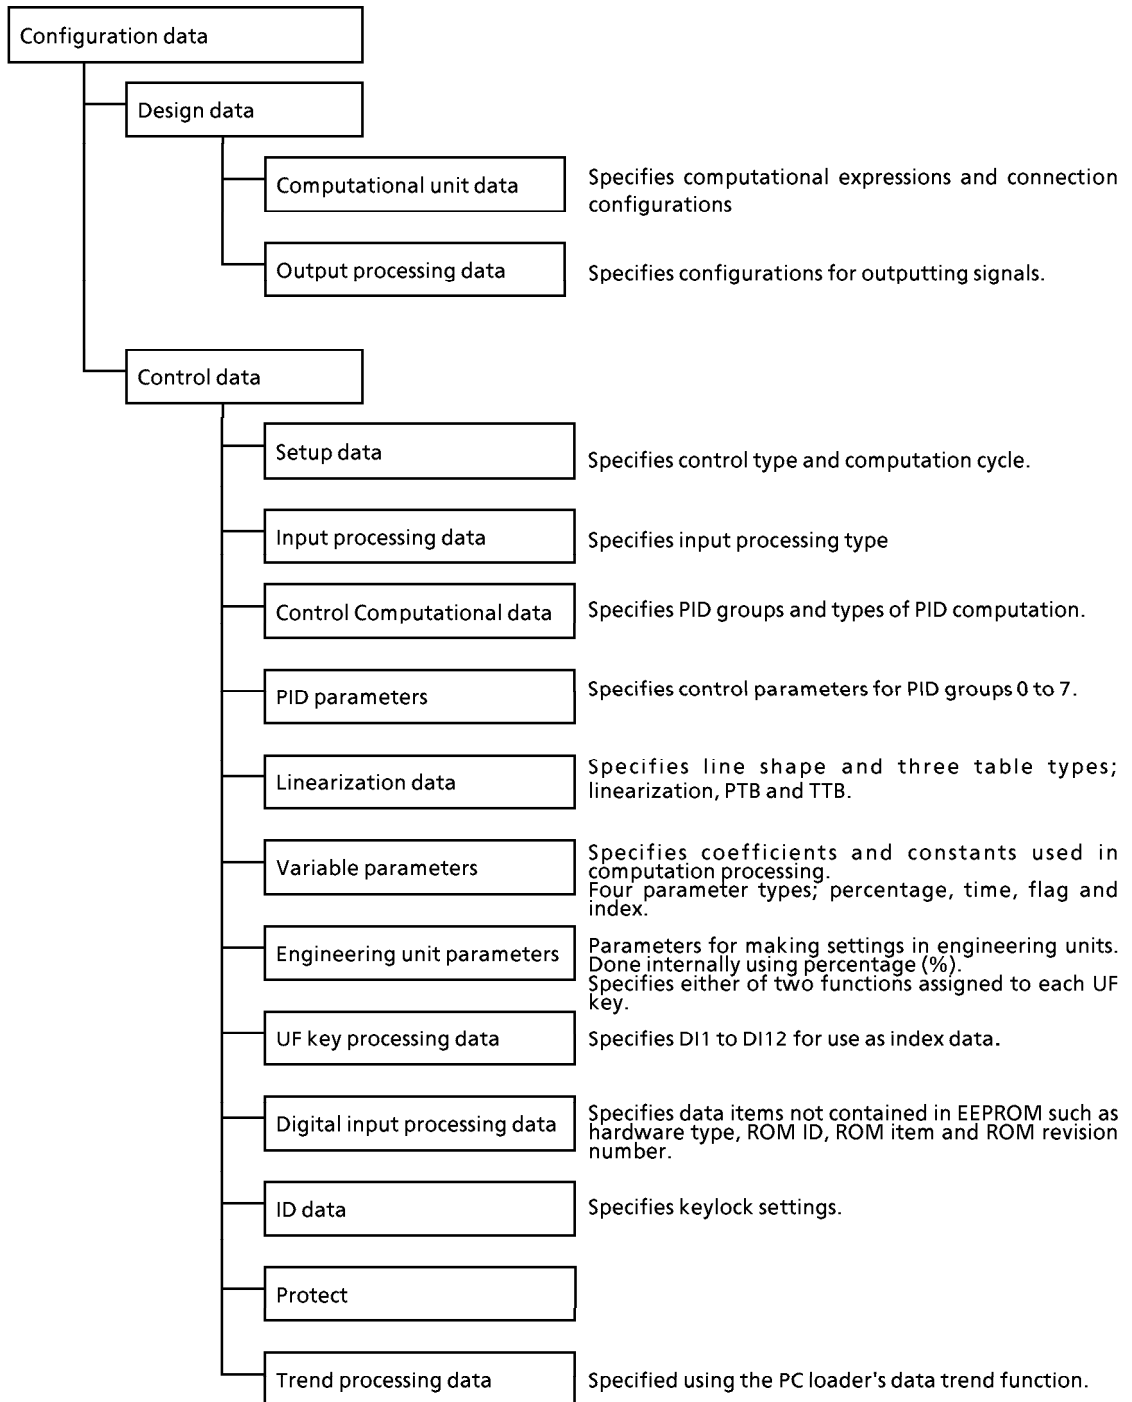 Configuration data
Design data
Computational unit data
Specifies computational expressions and connection
configurations
Output processing data
Specifies configurations for outputting signals.
Control data
Setup data
Specifies control type and computation cycle.
Input processing data
Specifies input processing type
Control Computational data
Specifies PID groups and types of PID computation.
PID parameters
Specifies control parameters for PID groups 0 to 7.
Linearization data
Specifies line shape and three table types;
linearization, PTB and TTB.
Variable parameters
Specifies coefficients and constants used in
computation processing.
Four parameter types; percentage, time, flag and
index.
Engineering unit parameters
Parameters for making settings in engineering units.
Done internally using percentage (%).
Specifies either of two functions assigned to each UF
key.
UF key processing data
Specifies DI1 to DI12 for use as index data.
Digital input processing data
Specifies data items not contained in EEPROM such as
hardware type, ROM ID, ROM item and ROM revision
number.
ID data
Specifies keylock settings.
Protect
Trend processing data
Specified using the PC loader's data trend function.